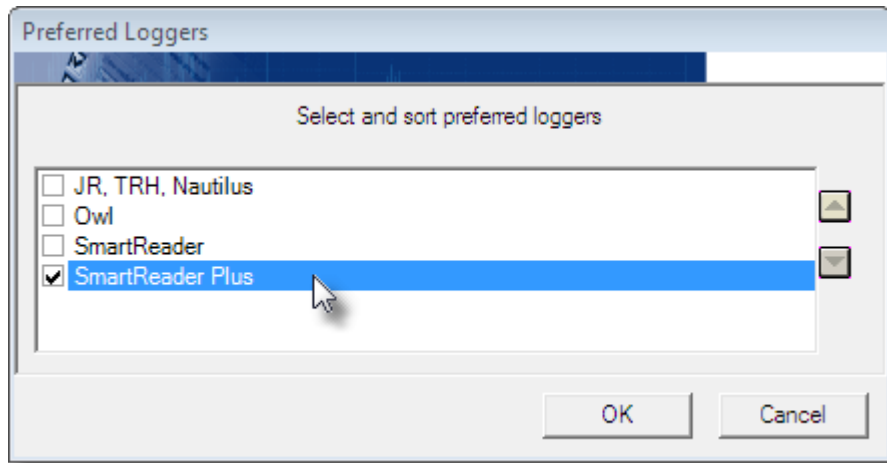 Preferred Loggers
Select and sort preferred loggers
JR, TRH, Nautilus
Owl
SmartReader
SmartReader Plus
OK
Cancel